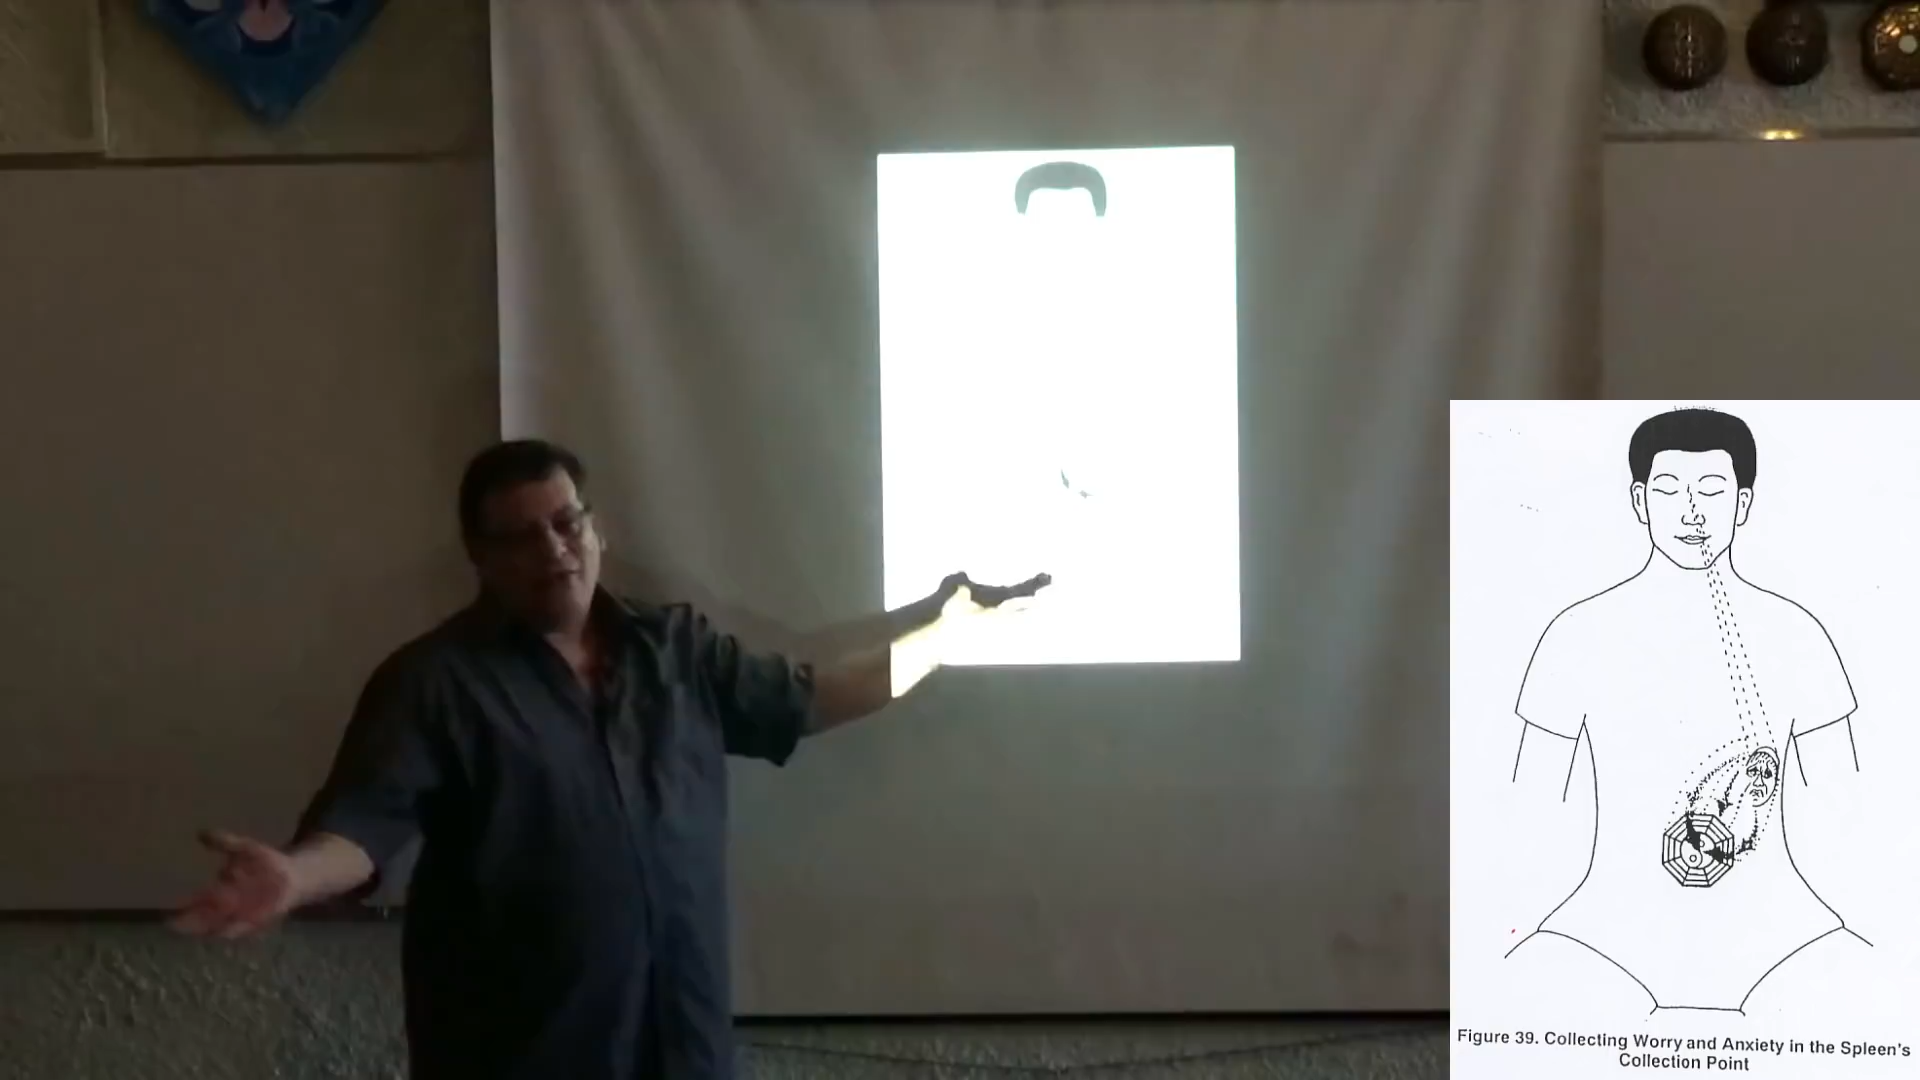 Figure 39. Collecting Worry and Anxiety in the Spleen's
Collection Point